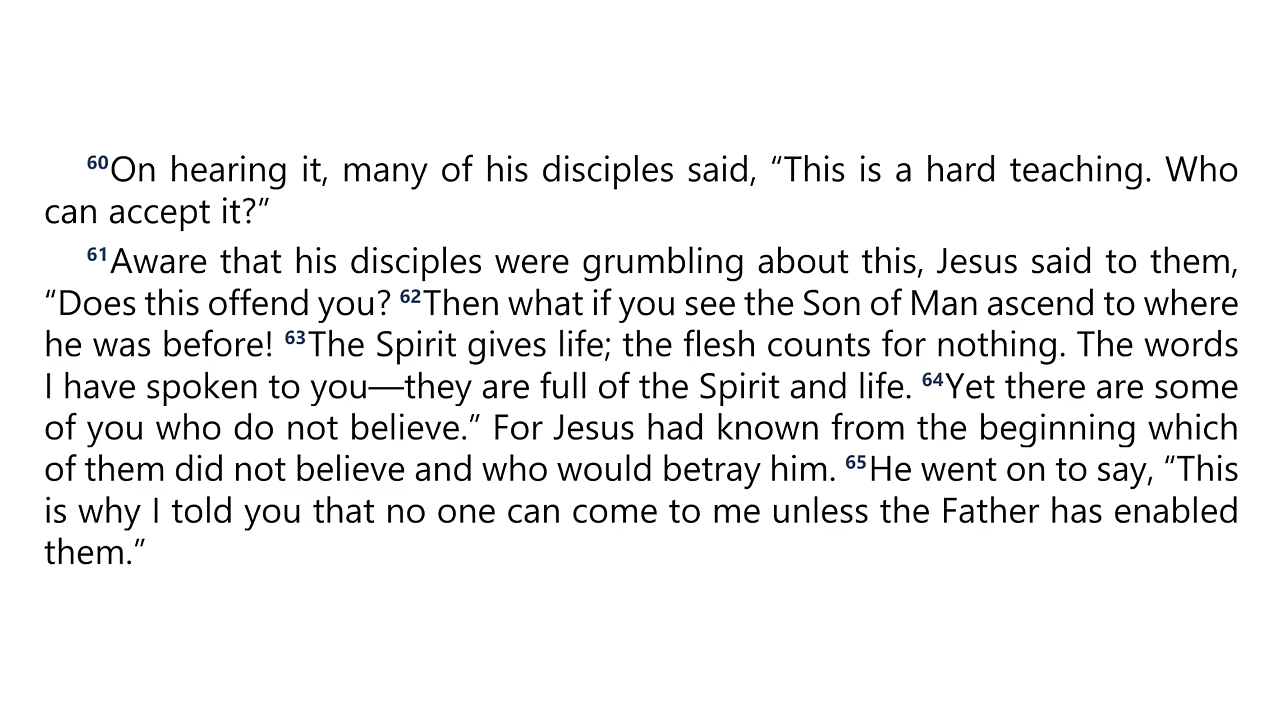 60On hearing it, many of his disciples said, “This is a hard teaching. Who
can accept it?”
61Aware that his disciples were grumbling about this, Jesus said to them,
“Does this offend you? 62Then what if you see the Son of Man ascend to where
he was before! 63The Spirit gives life; the flesh counts for nothing. The words
I have spoken to you—they are full of the Spirit and life. 64Yet there are some
of you who do not believe.” For Jesus had known from the beginning which
of them did not believe and who would betray him. 65He went on to say, “This
is why I told you that no one can come to me unless the Father has enabled
them.”